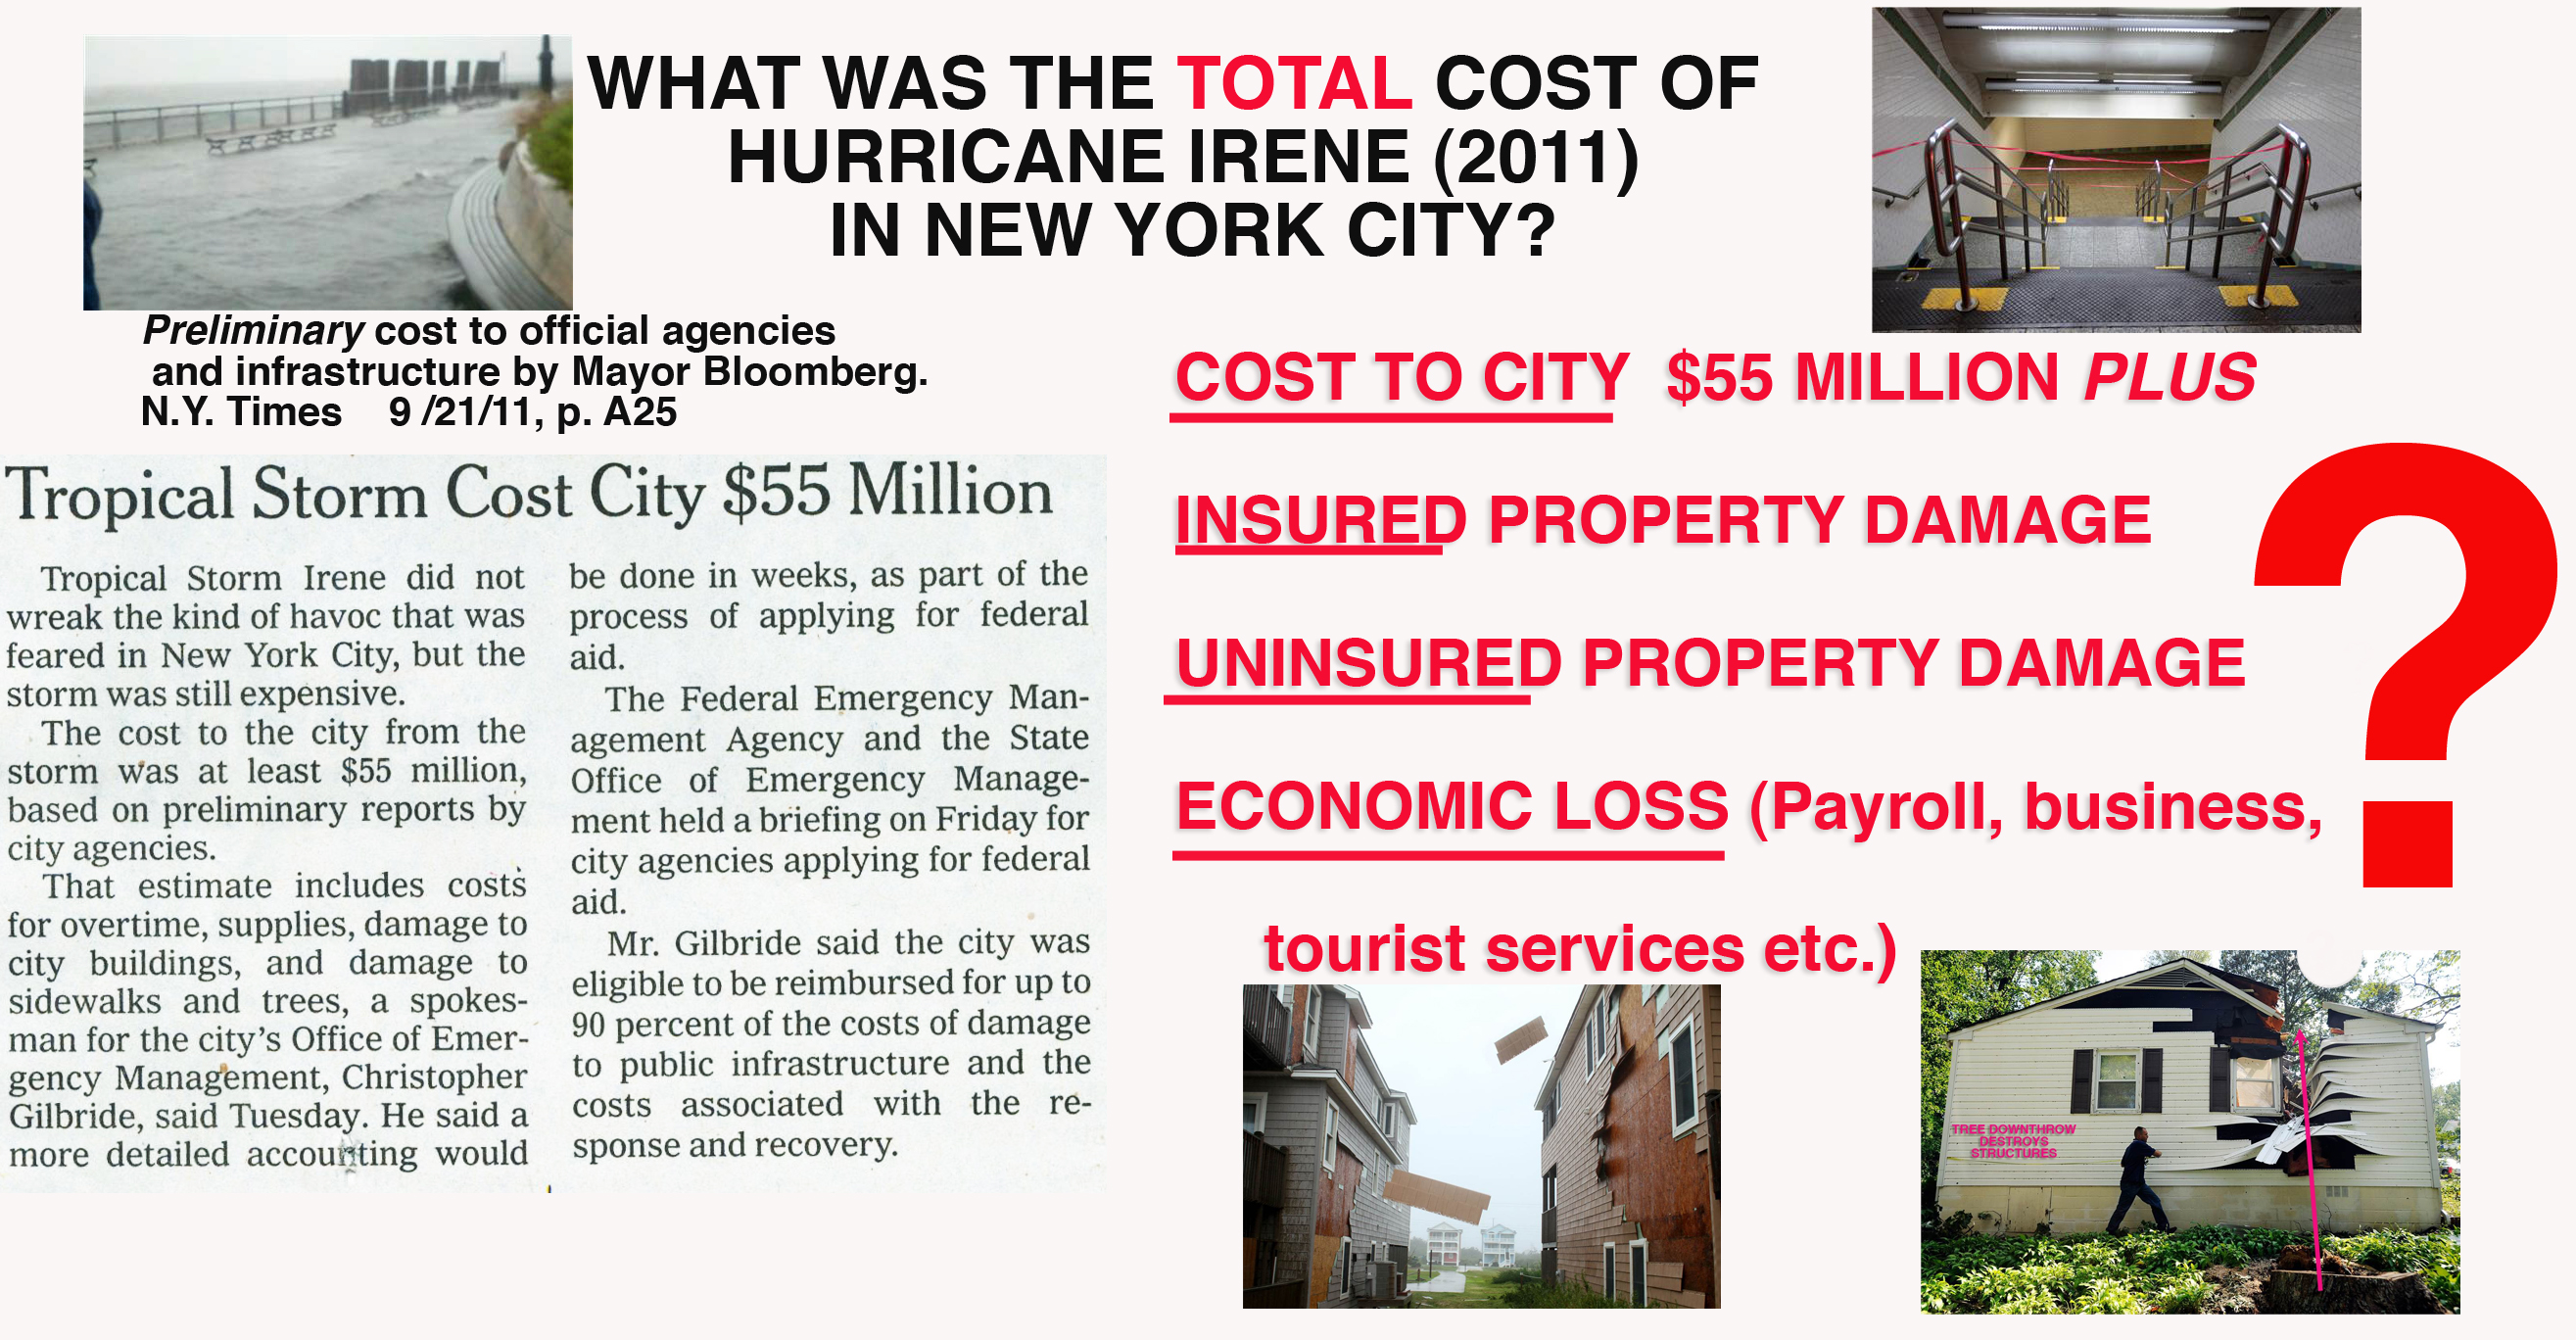 WHAT WAS THE TOTAL COST OF
HURRICANE IRENE (2011)
IN NEW YORK CITY?
Preliminary cost to official agencies
and infrastructure by Mayor Bloomberg.
N.Y. Times 9 /21/11, p. A25
Tropical Storm Cost City $55 Million
Tropical Storm Irene did not
wreak the kind of havoc that was
feared in New York City, but the
storm was still expensive.
The cost to the city from the
storm was at least $55 million,
based on preliminary reports by
city agencies.
That estimate includes costs
for overtime, supplies, damage to
city buildings, and damage to
sidewalks and trees, a spokes-
man for the city's Office of Emer-
gency Management, Christopher
Gilbride, said Tuesday. He said a
more detailed accounting would
be done in weeks, as part of the
process of applying for federal
aid.
The Federal Emergency Man-
agement Agency and the State
Office of Emergency Manage-
ment held a briefing on Friday for
city agencies applying for federal
aid.
Mr. Gilbride said the city was
eligible to be reimbursed for up to
90 percent of the costs of damage
to public infrastructure and the
costs associated with the re-
sponse and recovery.
COST TO CITY $55 MILLION PLUS
INSURED PROPERTY DAMAGE
UNINSURED PROPERTY DAMAGE
ECONOMIC LOSS (Payroll, business,
tourist services etc.)
?
TREE DOWNTHROW
DESTROYS
STRUCTURES